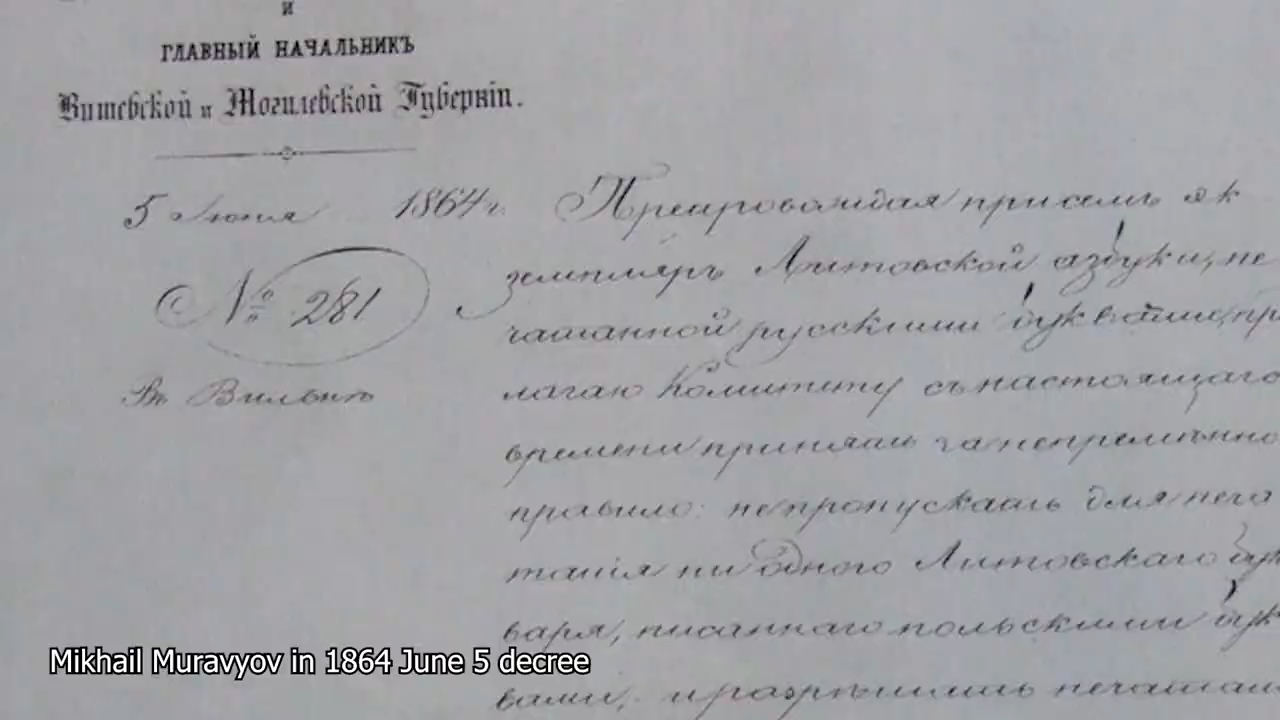 и
ГЛАВНЫЙ НАЧАЛЬНИКЪ
Витебской и Могилевской Губерніи.
5 Июня 1864 г.
№ 281
Въ Вильнѣ
Препровождая при семъ эк
земпляръ Литовской азбуки, пе
чатанной русскими буквами, пр
лагаю Комитету съ настоящаго
времени принять за непремѣнно
правило: не пропускать для печа
танія ни одного Литовскаго бук
варя, писаннаго польскими бук
вами, и разрѣшить печатан
Mikhail Muravyov in 1864 June 5 decree